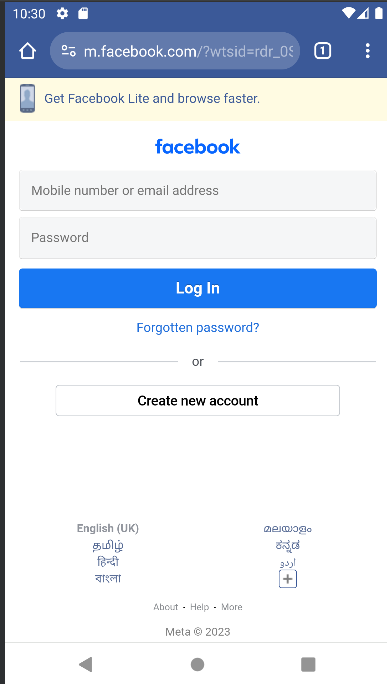 10:30
m.facebook.com/?wtsid=rdr_0S
1
Get Facebook Lite and browse faster.
facebook
Mobile number or email address
Password
Log In
Forgotten password?
or
Create new account
English (UK)
മലയാളം
தமிழ்
ಕನ್ನಡ
हिन्दी
اردو
বাংলা
About · Help · More
Meta © 2023